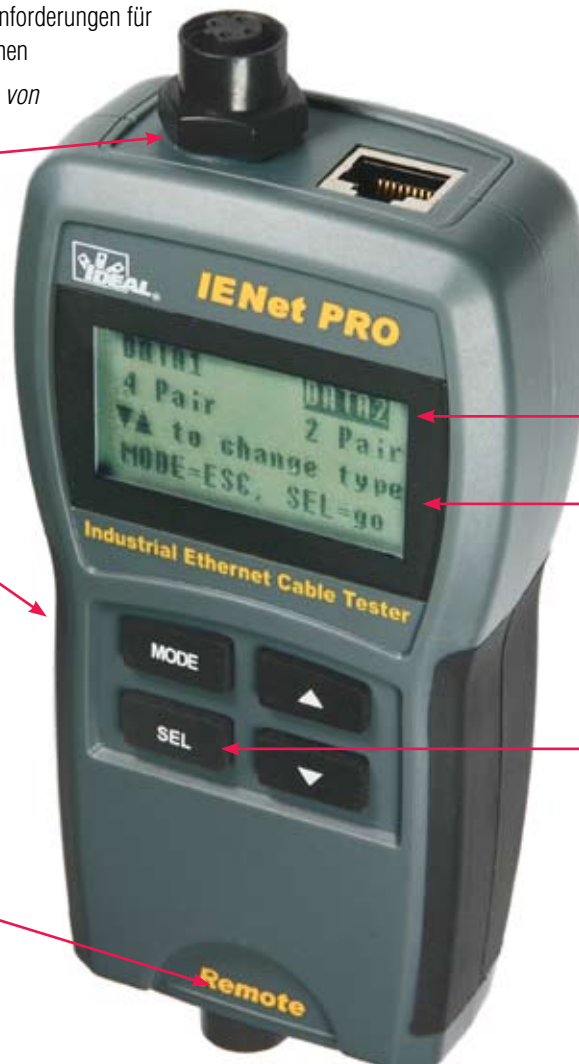 nforderungen für
nen
von
IDEAL®
IENet PRO
DATA1 DATA2
4 Pair 2 Pair
▼▲ to change type
MODE=ESC, SEL=go
Industrial Ethernet Cable Tester
MODE ▲
SEL ▼
Remote